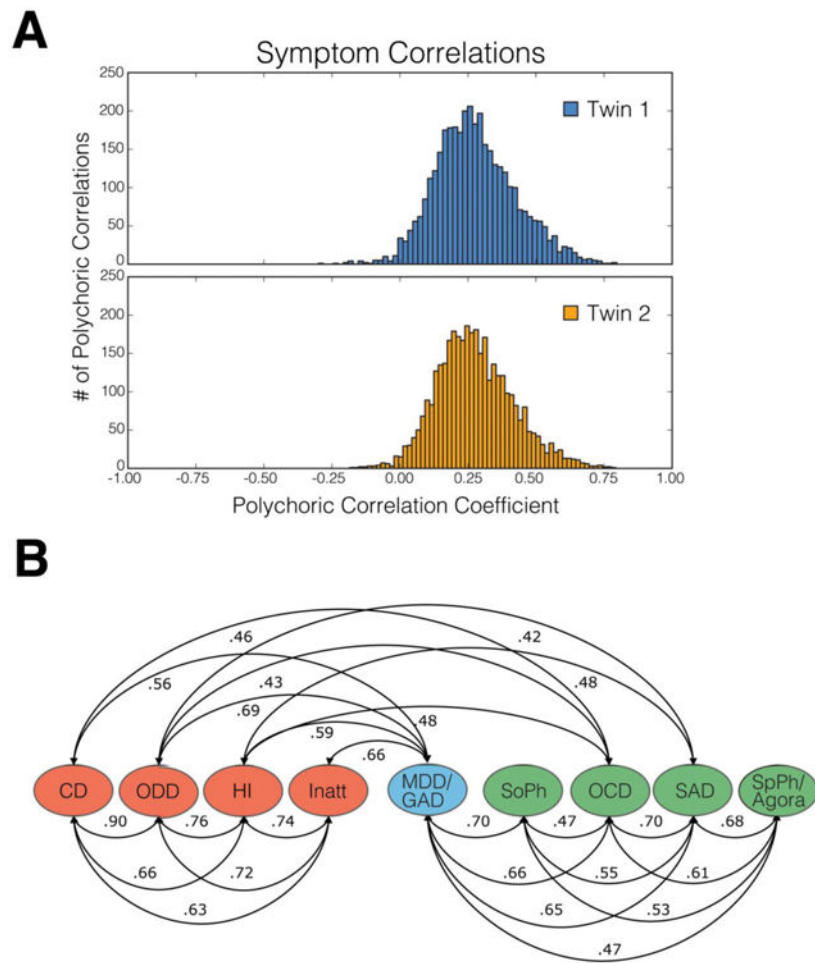 A
Symptom Correlations
250
200
150
100
50
0
Twin 1
250
200
150
100
50
0
Twin 2
# of Polychoric Correlations
-1.00 -0.75 -0.50 -0.25 0.00 0.25 0.50 0.75 1.00
Polychoric Correlation Coefficient
B
.46 .42
.56 .43 .48
.69 .48
.59
.66
CD ODD HI Inatt MDD/GAD SoPh OCD SAD SpPh/Agora
.90 .76 .74 .70 .47 .70 .68
.66 .72 .66 .55 .61
.63 .65 .53
.47